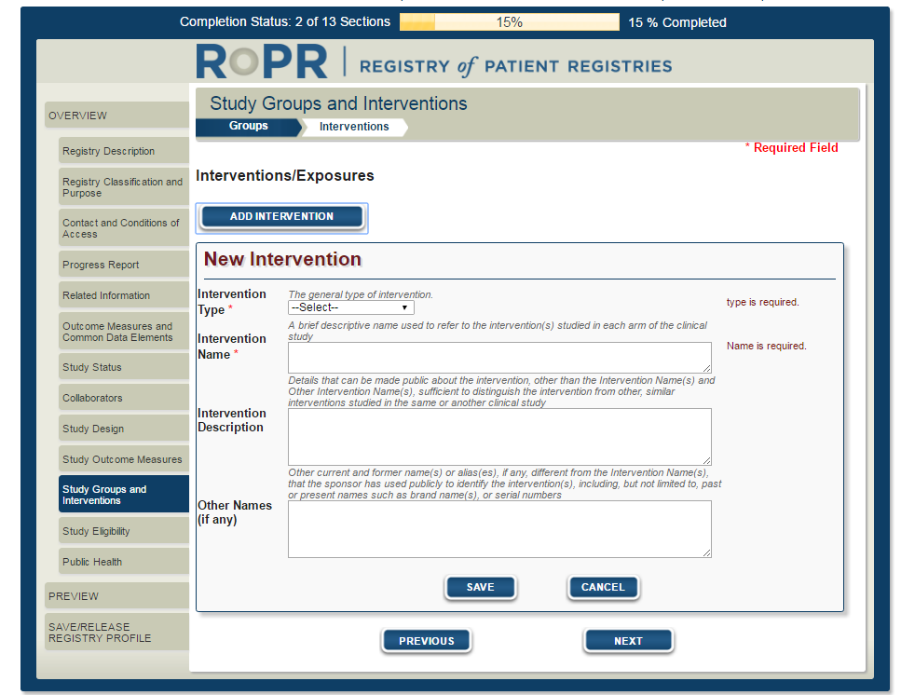 Completion Status: 2 of 13 Sections 15% 15 % Completed
ROPR | REGISTRY of PATIENT REGISTRIES
OVERVIEW
Registry Description
Registry Classification and
Purpose
Contact and Conditions of
Access
Progress Report
Related Information
Outcome Measures and
Common Data Elements
Study Status
Collaborators
Study Design
Study Outcome Measures
Study Groups and
Interventions
Study Eligibility
Public Health
PREVIEW
SAVE/RELEASE
REGISTRY PROFILE
Study Groups and Interventions
Groups Interventions
* Required Field
Interventions/Exposures
ADD INTERVENTION
New Intervention
Intervention
Type *
The general type of intervention.
--Select--
type is required.
Intervention
Name *
A brief descriptive name used to refer to the intervention(s) studied in each arm of the clinical
study
Name is required.
Intervention
Description
Details that can be made public about the intervention, other than the Intervention Name(s) and
Other Intervention Name(s), sufficient to distinguish the intervention from other, similar
interventions studied in the same or another clinical study
Other Names
(if any)
Other current and former name(s) or alias(es), if any, different from the Intervention Name(s),
that the sponsor has used publicly to identify the intervention(s), including, but not limited to, past
or present names such as brand name(s), or serial numbers
SAVE CANCEL
PREVIOUS NEXT